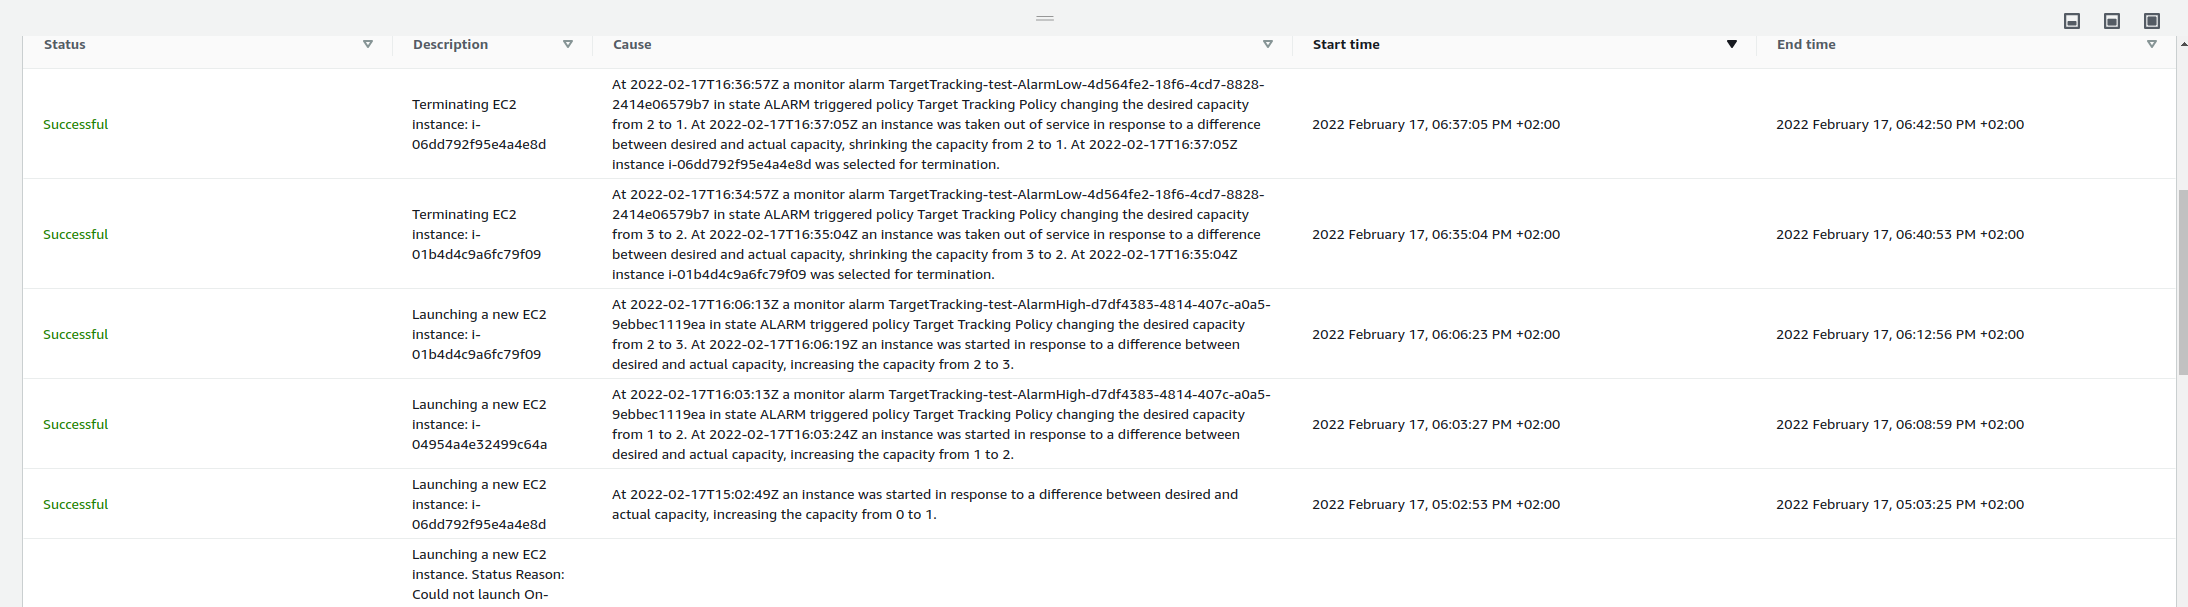 Status Description Cause Start time End time
Successful
Terminating EC2
instance: i-
06dd792f95e4a4e8d
At 2022-02-17T16:36:57Z a monitor alarm TargetTracking-test-AlarmLow-4d564fe2-18f6-4cd7-8828-
2414e06579b7 in state ALARM triggered policy Target Tracking Policy changing the desired capacity
from 2 to 1. At 2022-02-17T16:37:05Z an instance was taken out of service in response to a difference
between desired and actual capacity, shrinking the capacity from 2 to 1. At 2022-02-17T16:37:05Z
instance i-06dd792f95e4a4e8d was selected for termination.
2022 February 17, 06:37:05 PM +02:00
2022 February 17, 06:42:50 PM +02:00
Successful
Terminating EC2
instance: i-
01b4d4c9a6fc79f09
At 2022-02-17T16:34:57Z a monitor alarm TargetTracking-test-AlarmLow-4d564fe2-18f6-4cd7-8828-
2414e06579b7 in state ALARM triggered policy Target Tracking Policy changing the desired capacity
from 3 to 2. At 2022-02-17T16:35:04Z an instance was taken out of service in response to a difference
between desired and actual capacity, shrinking the capacity from 3 to 2. At 2022-02-17T16:35:04Z
instance i-01b4d4c9a6fc79f09 was selected for termination.
2022 February 17, 06:35:04 PM +02:00
2022 February 17, 06:40:53 PM +02:00
Successful
Launching a new EC2
instance: i-
01b4d4c9a6fc79f09
At 2022-02-17T16:06:13Z a monitor alarm TargetTracking-test-AlarmHigh-d7df4383-4814-407c-a0a5-
9ebbec1119ea in state ALARM triggered policy Target Tracking Policy changing the desired capacity
from 2 to 3. At 2022-02-17T16:06:19Z an instance was started in response to a difference between
desired and actual capacity, increasing the capacity from 2 to 3.
2022 February 17, 06:06:23 PM +02:00
2022 February 17, 06:12:56 PM +02:00
Successful
Launching a new EC2
instance: i-
04954a4e32499c64a
At 2022-02-17T16:03:13Z a monitor alarm TargetTracking-test-AlarmHigh-d7df4383-4814-407c-a0a5-
9ebbec1119ea in state ALARM triggered policy Target Tracking Policy changing the desired capacity
from 1 to 2. At 2022-02-17T16:03:24Z an instance was started in response to a difference between
desired and actual capacity, increasing the capacity from 1 to 2.
2022 February 17, 06:03:27 PM +02:00
2022 February 17, 06:08:59 PM +02:00
Successful
Launching a new EC2
instance: i-
06dd792f95e4a4e8d
At 2022-02-17T15:02:49Z an instance was started in response to a difference between desired and
actual capacity, increasing the capacity from 0 to 1.
2022 February 17, 05:02:53 PM +02:00
2022 February 17, 05:03:25 PM +02:00
Launching a new EC2
instance. Status Reason:
Could not launch On-